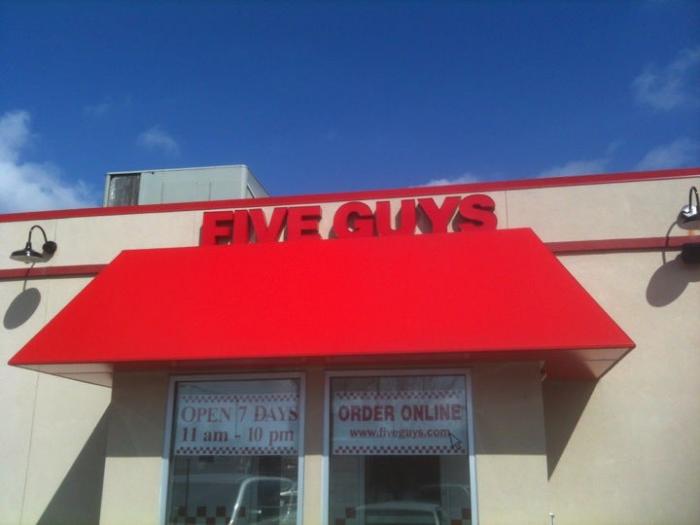 FIVE GUYS
OPEN 7 DAYS
11 am - 10 pm
ORDER ONLINE
www.fiveguys.com